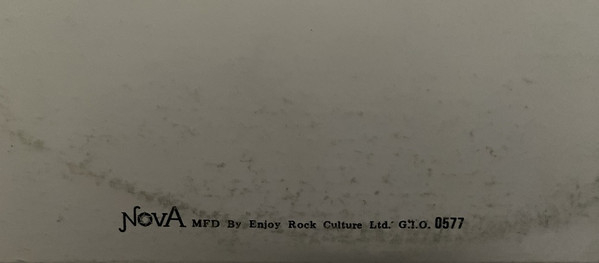 NovA MFD By Enjoy Rock Culture Ltd. G.I.O. 0577